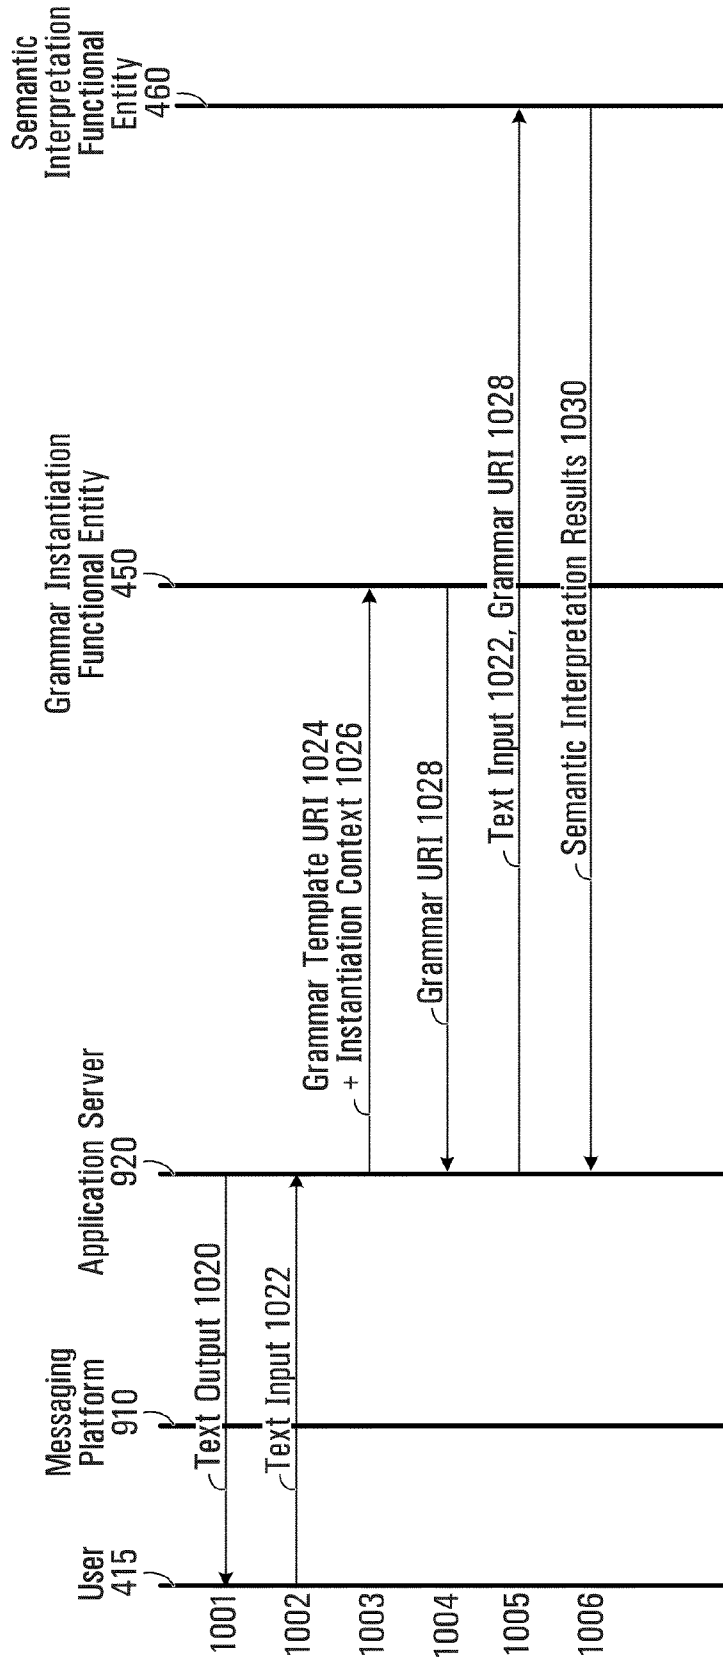 User
415
Messaging
Platform
910
Application Server
920
Grammar Instantiation
Functional Entity
450
Semantic
Interpretation
Functional
Entity
460
1001
Text Output 1020
1002
Text Input 1022
1003
Grammar Template URI 1024
+ Instantiation Context 1026
1004
Grammar URI 1028
1005
Text Input 1022, Grammar URI 1028
1006
Semantic Interpretation Results 1030